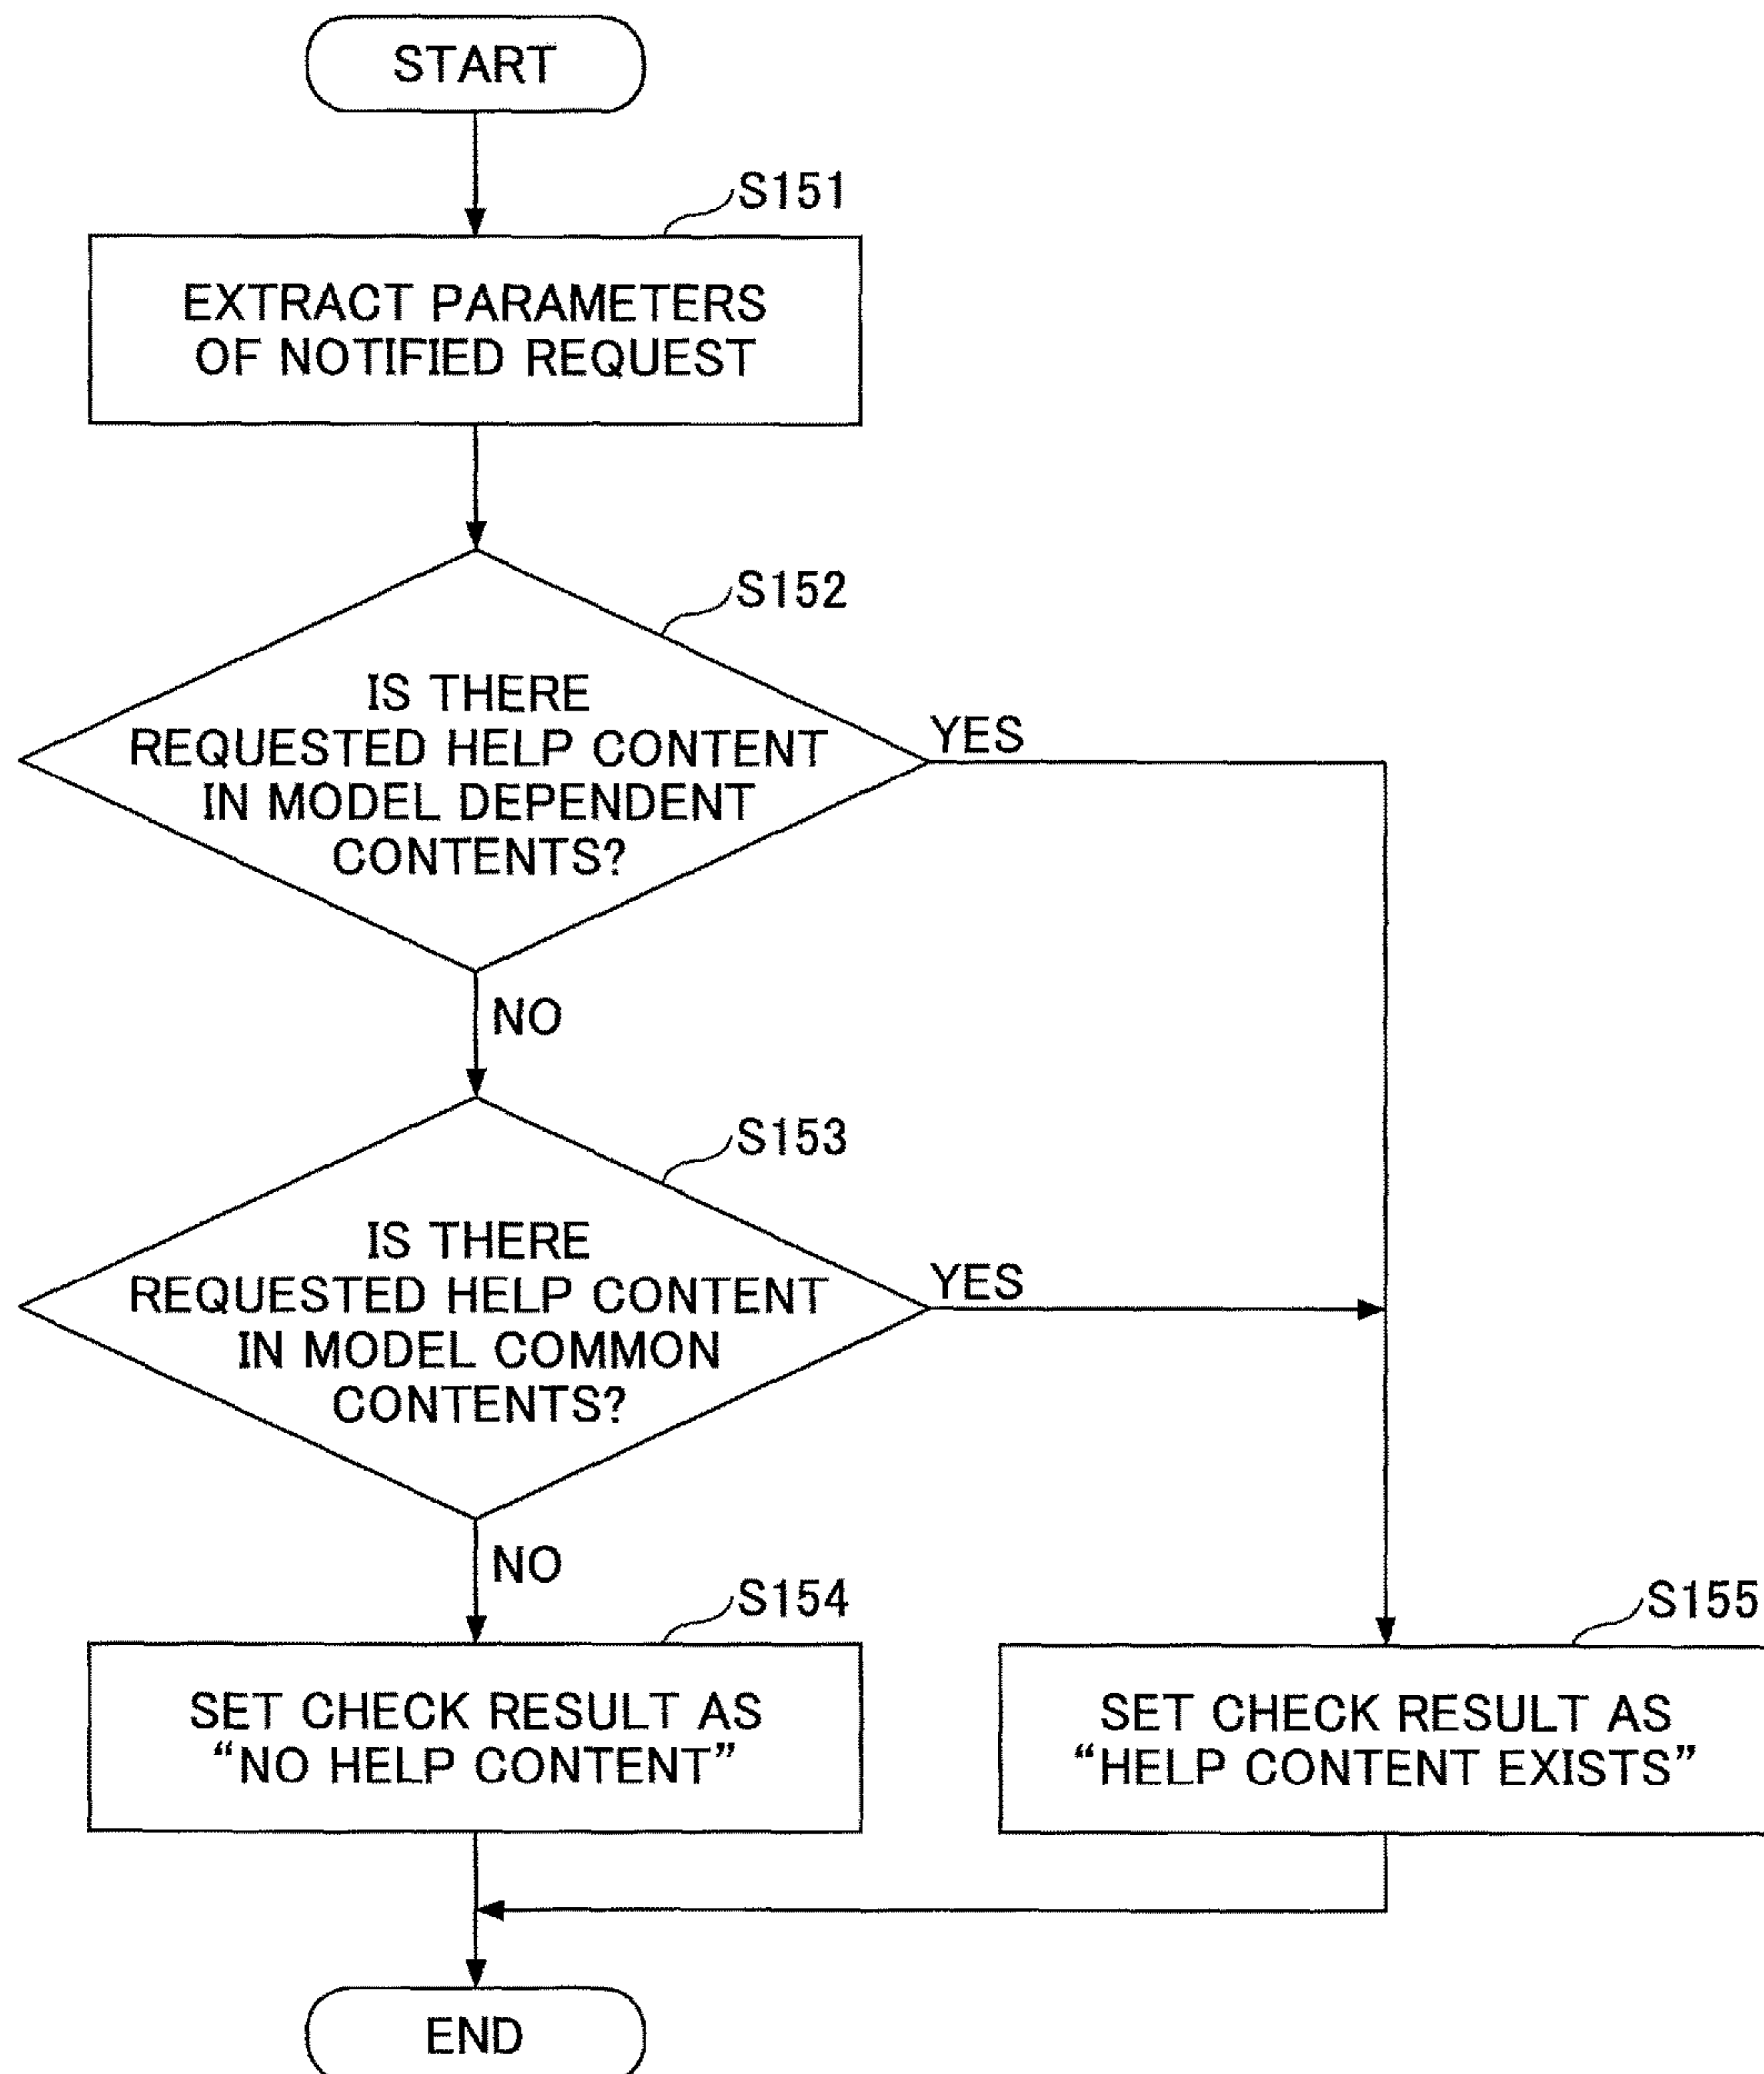 START
S151
EXTRACT PARAMETERS
OF NOTIFIED REQUEST
S152
IS THERE
REQUESTED HELP CONTENT
IN MODEL DEPENDENT
CONTENTS?
YES
NO
S153
IS THERE
REQUESTED HELP CONTENT
IN MODEL COMMON
CONTENTS?
YES
NO
S154
SET CHECK RESULT AS
“NO HELP CONTENT”
S155
SET CHECK RESULT AS
“HELP CONTENT EXISTS”
END